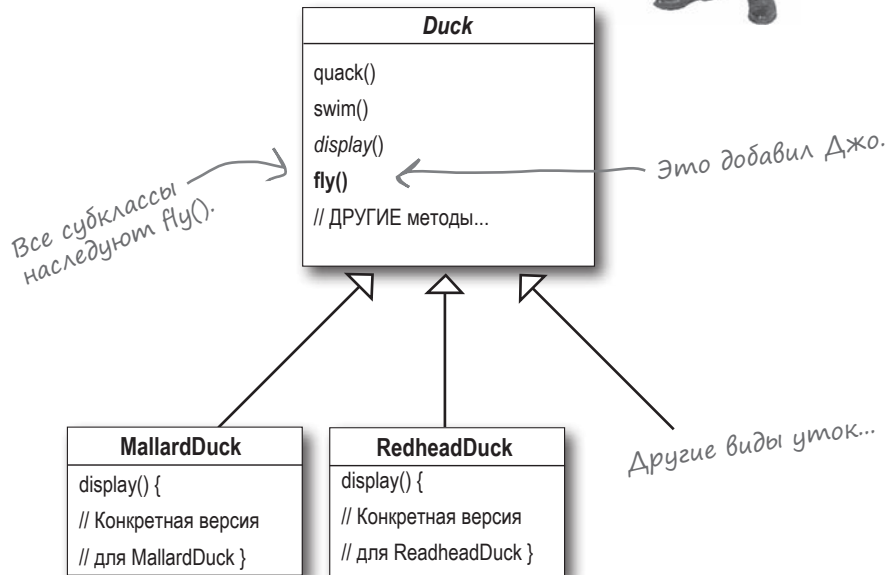 Duck
quack()
swim()
display()
fly()
// ДРУГИЕ методы...
Все субклассы
наследуют fly().
Это добавил Джо.
MallardDuck
display() {
// Конкретная версия
// для MallardDuck }
RedheadDuck
display() {
// Конкретная версия
// для ReadheadDuck }
Другие виды уток...